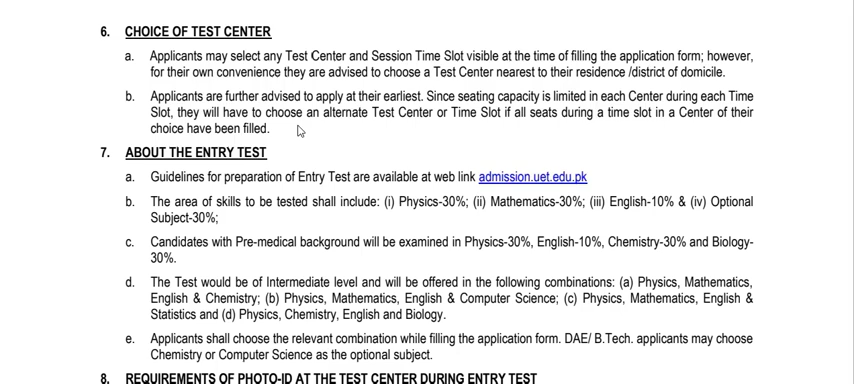 6. CHOICE OF TEST CENTER
a. Applicants may select any Test Center and Session Time Slot visible at the time of filling the application form; however,
for their own convenience they are advised to choose a Test Center nearest to their residence /district of domicile.
b. Applicants are further advised to apply at their earliest. Since seating capacity is limited in each Center during each Time
Slot, they will have to choose an alternate Test Center or Time Slot if all seats during a time slot in a Center of their
choice have been filled.
7. ABOUT THE ENTRY TEST
a. Guidelines for preparation of Entry Test are available at web link admission.uet.edu.pk
b. The area of skills to be tested shall include: (i) Physics-30%; (ii) Mathematics-30%; (iii) English-10% & (iv) Optional
Subject-30%;
c. Candidates with Pre-medical background will be examined in Physics-30%, English-10%, Chemistry-30% and Biology-
30%.
d. The Test would be of Intermediate level and will be offered in the following combinations: (a) Physics, Mathematics,
English & Chemistry; (b) Physics, Mathematics, English & Computer Science; (c) Physics, Mathematics, English &
Statistics and (d) Physics, Chemistry, English and Biology.
e. Applicants shall choose the relevant combination while filling the application form. DAE/ B.Tech. applicants may choose
Chemistry or Computer Science as the optional subject.
8. REQUIREMENTS OF PHOTO-ID AT THE TEST CENTER DURING ENTRY TEST